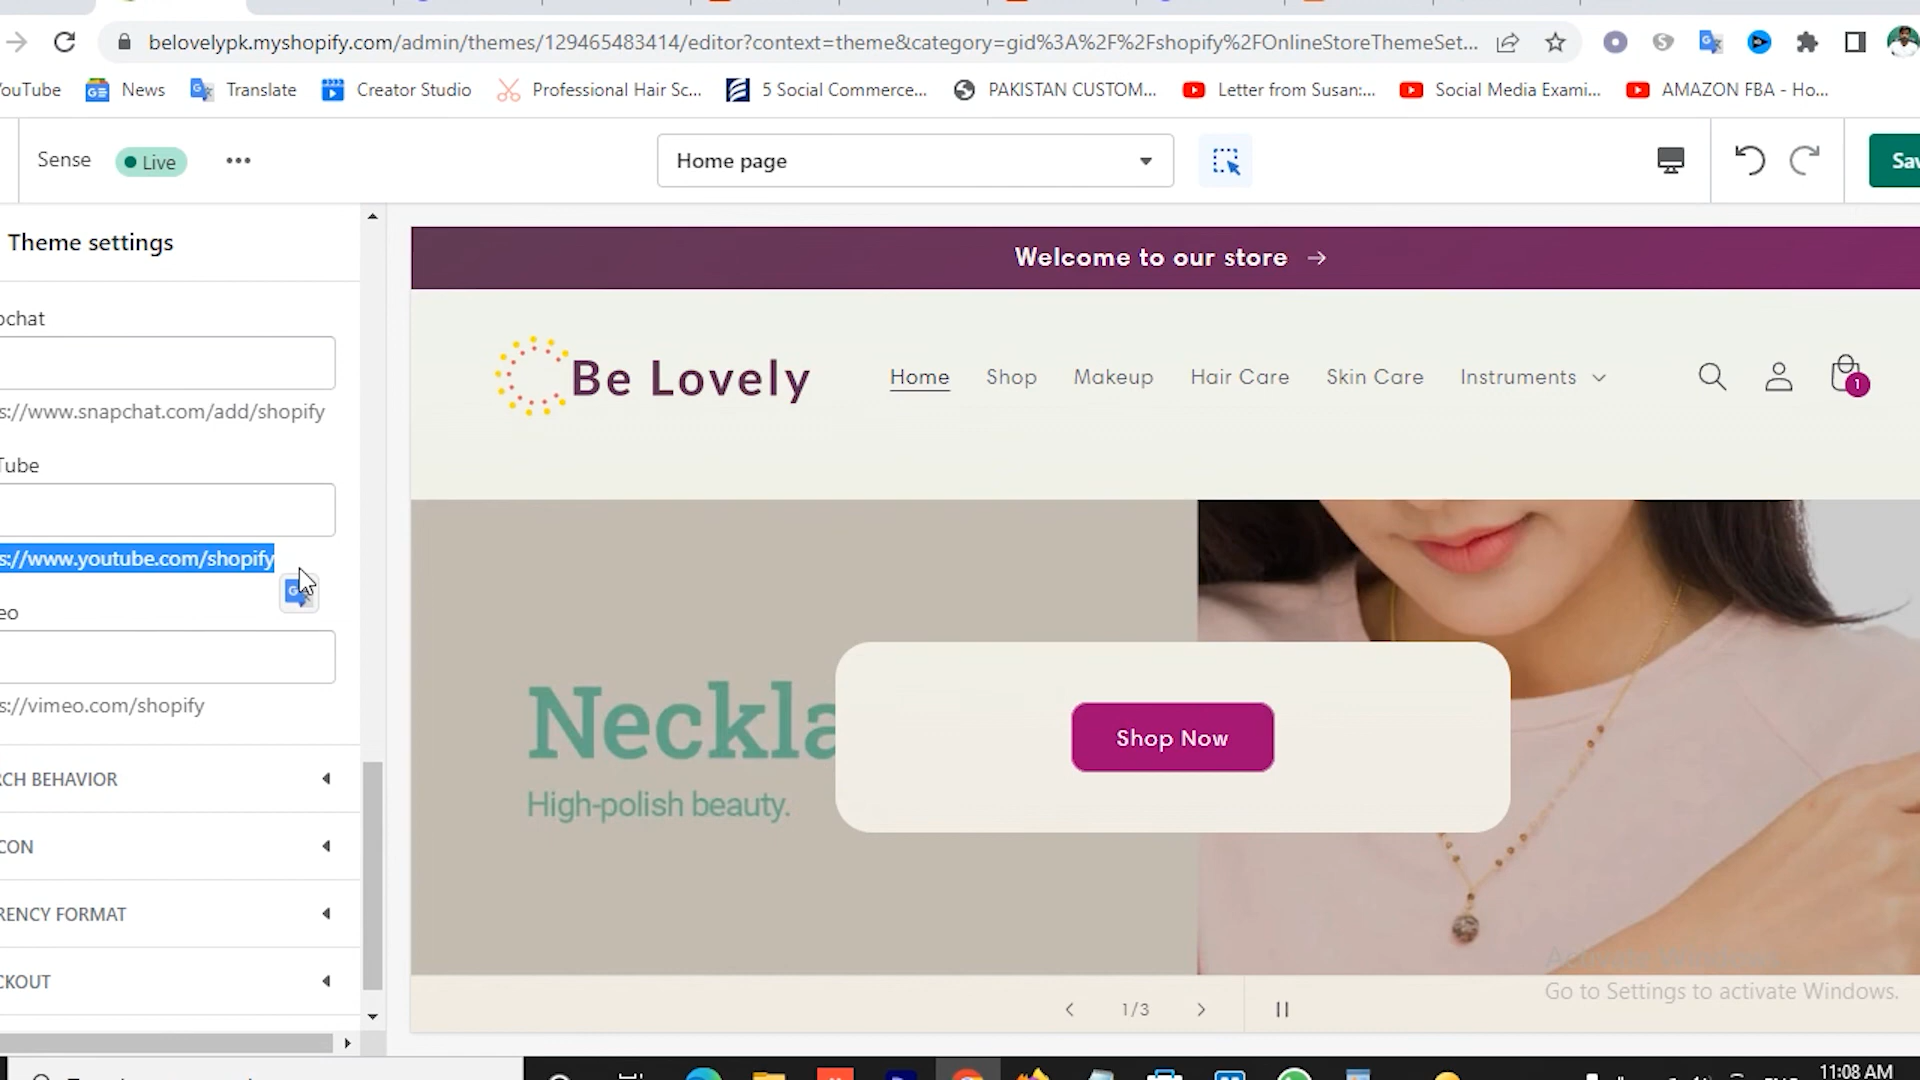 belovelypk.myshopify.com/admin/themes/129465483414/editor?context=theme&category=gid%3A%2F%2Fshopify%2FOnlineStoreThemeSet...
ouTube News Translate Creator Studio Professional Hair Sc... 5 Social Commerce... PAKISTAN CUSTOM... Letter from Susan:... Social Media Exami... AMAZON FBA - Ho...
Sense Live Home page Sav
Theme settings
Welcome to our store
pchat
Be Lovely
Home Shop Makeup Hair Care Skin Care Instruments
1
s://www.snapchat.com/add/shopify
Tube
s://www.youtube.com/shopify
eo
s://vimeo.com/shopify
Neckla
High-polish beauty.
Shop Now
RCH BEHAVIOR
CON
RENCY FORMAT
CKOUT
Go to Settings to activate Windows.
1/3
11:08 AM